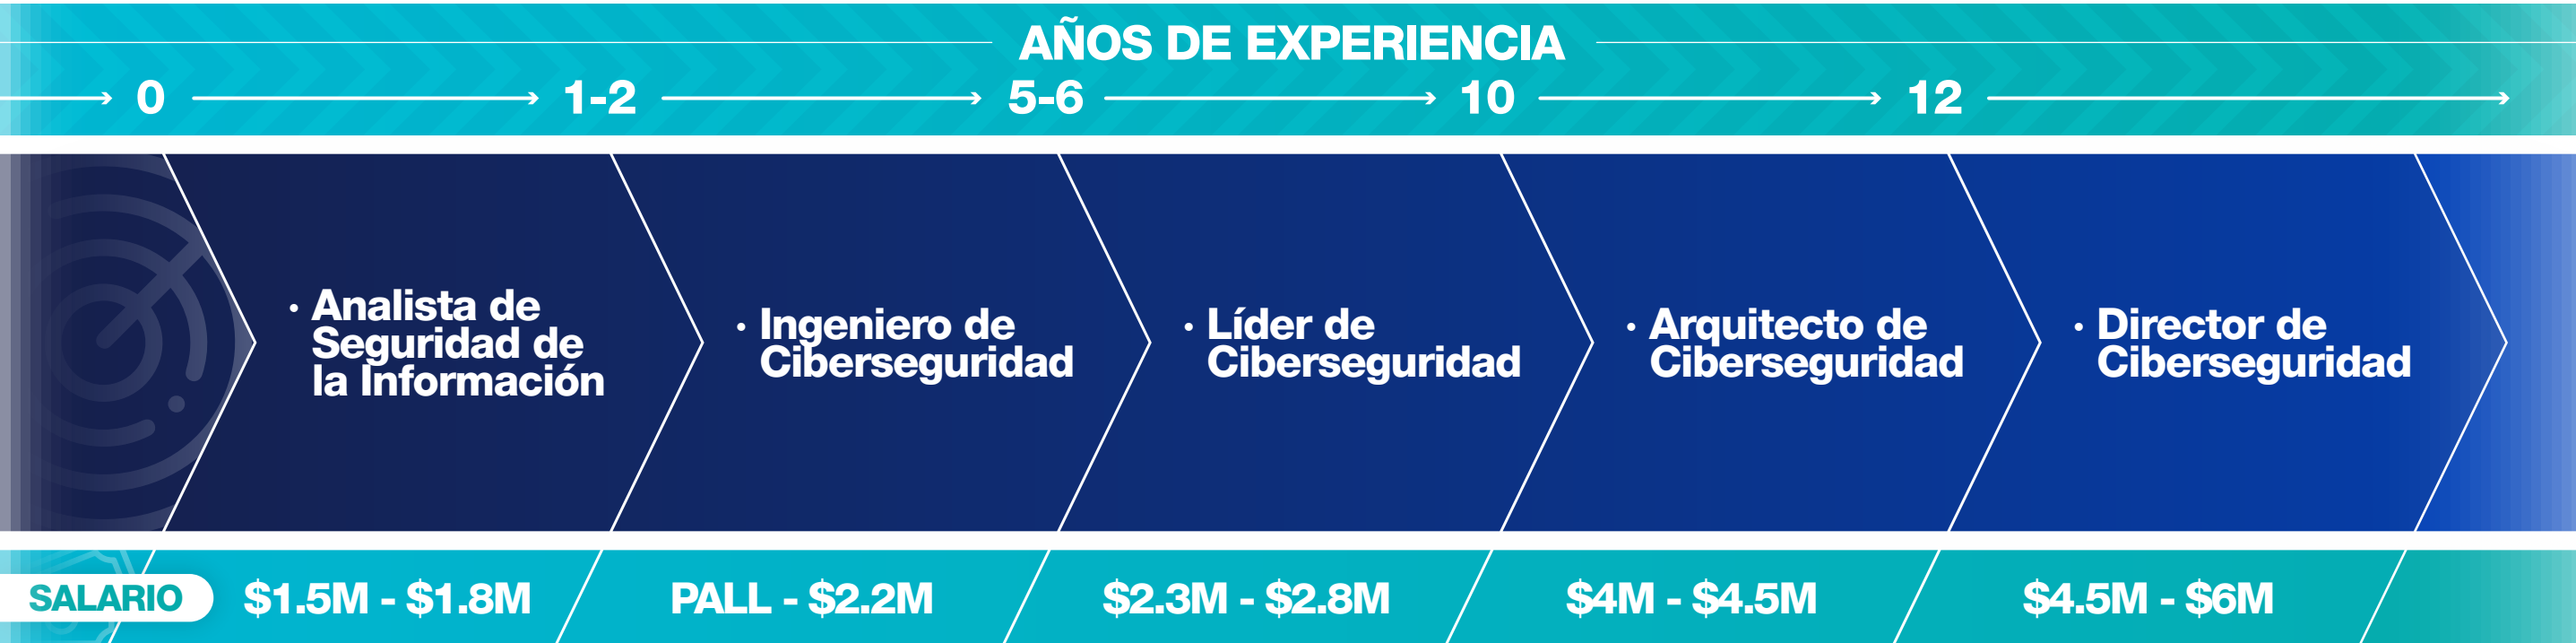 AÑOS DE EXPERIENCIA
0 1-2 5-6 10 12
· Analista de
Seguridad de
la Información
· Ingeniero de
Ciberseguridad
· Líder de
Ciberseguridad
· Arquitecto de
Ciberseguridad
· Director de
Ciberseguridad
SALARIO $1.5M - $1.8M PALL - $2.2M $2.3M - $2.8M $4M - $4.5M $4.5M - $6M